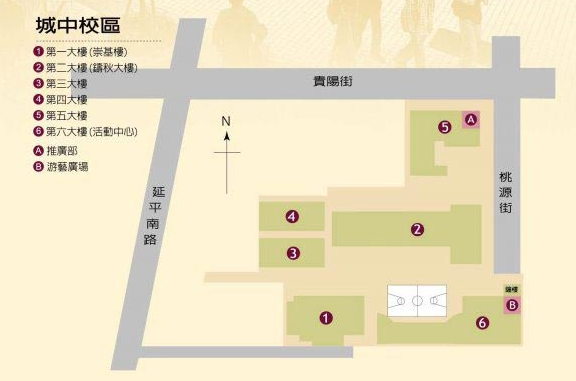 城中校區
1 第一大樓(崇基樓)
2 第二大樓(鑄秋大樓)
3 第三大樓
4 第四大樓
5 第五大樓
6 第六大樓(活動中心)
A 推廣部
B 游藝廣場
貴陽街
N
延平南路
桃源街
5
A
4
2
3
鐘樓
B
1
6